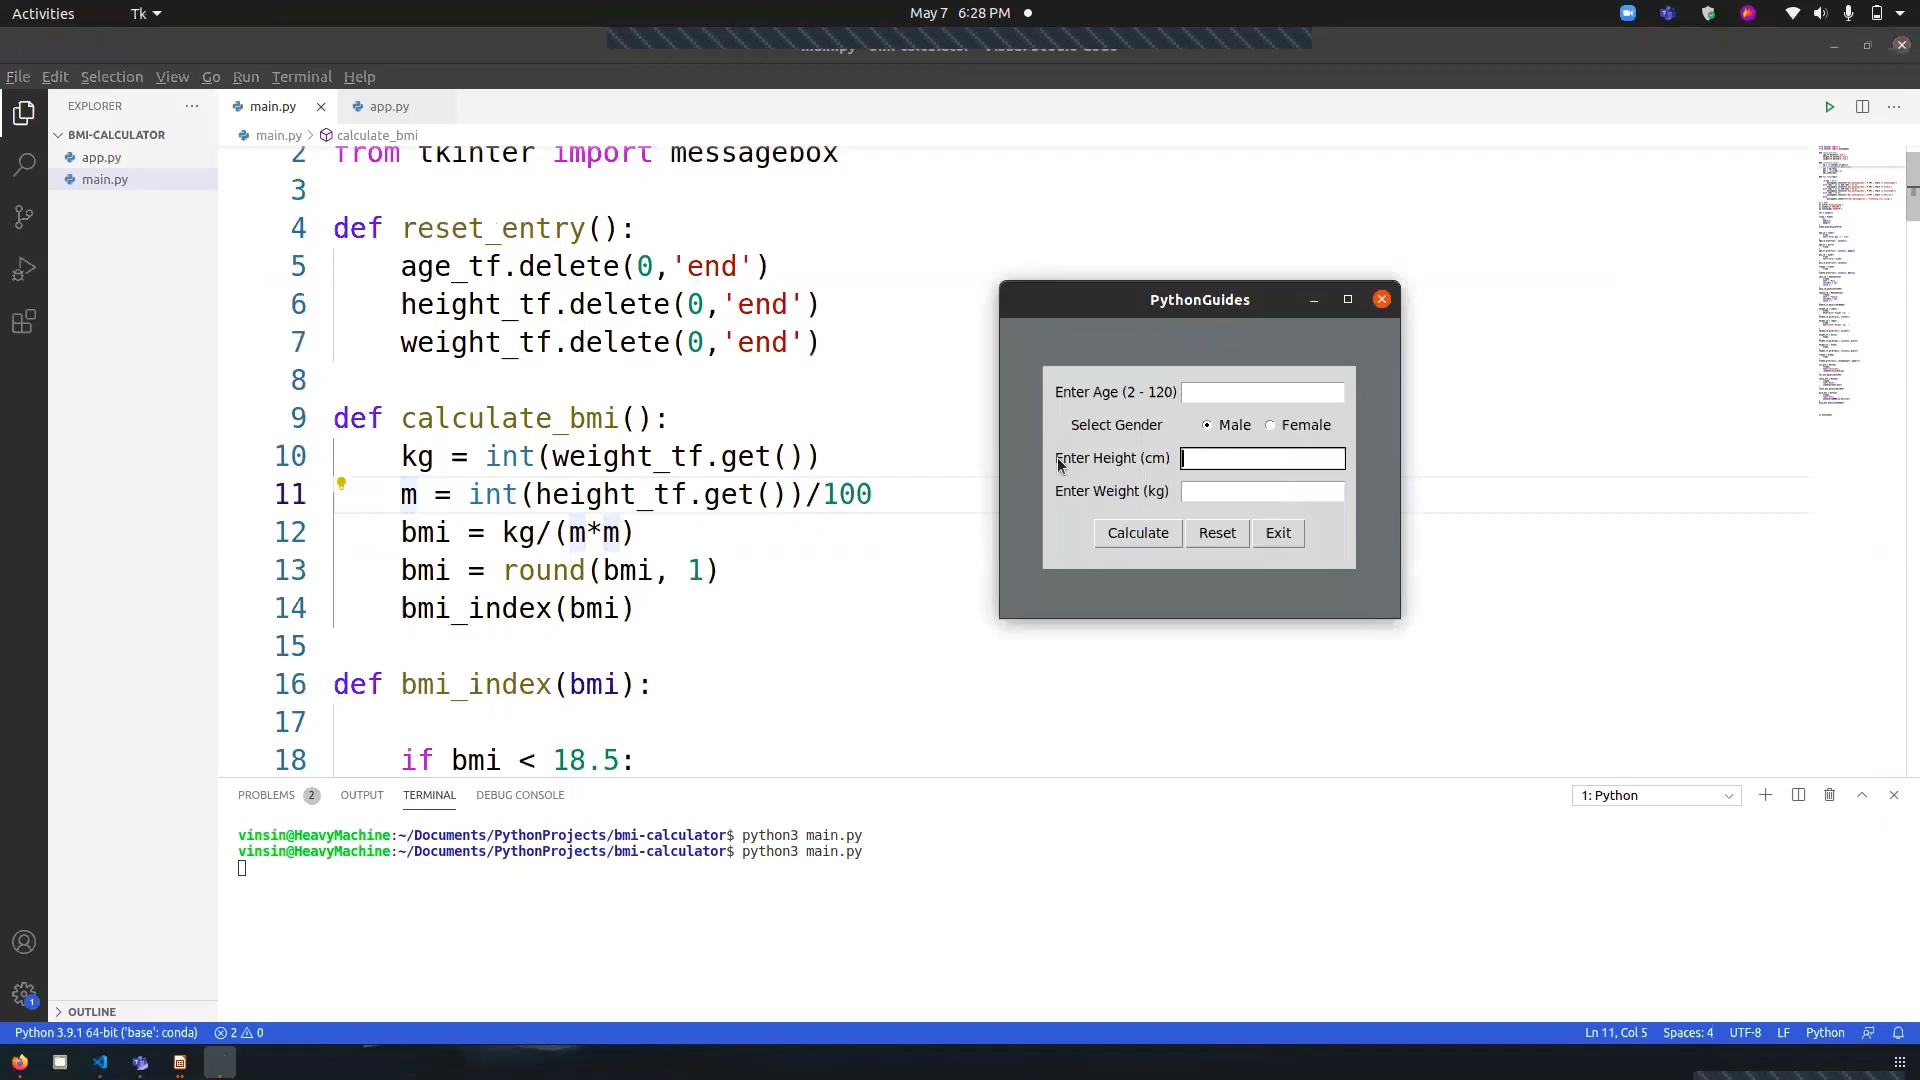 Activities
Tk
May 7 6:28 PM
File Edit Selection View Go Run Terminal Help
EXPLORER
main.py
app.py
BMI-CALCULATOR
main.py
calculate_bmi
app.py
main.py
2 from tkinter import messagebox
3
4 def reset_entry():
5 age_tf.delete(0,'end')
6 height_tf.delete(0,'end')
7 weight_tf.delete(0,'end')
8
9 def calculate_bmi():
10 kg = int(weight_tf.get())
11 m = int(height_tf.get())/100
12 bmi = kg/(m*m)
13 bmi = round(bmi, 1)
14 bmi_index(bmi)
15
16 def bmi_index(bmi):
17
18 if bmi < 18.5:
PythonGuides
Enter Age (2 - 120)
Select Gender
Male
Female
Enter Height (cm)
Enter Weight (kg)
Calculate
Reset
Exit
PROBLEMS 2 OUTPUT TERMINAL DEBUG CONSOLE
1: Python
vinsin@HeavyMachine:~/Documents/PythonProjects/bmi-calculator$ python3 main.py
vinsin@HeavyMachine:~/Documents/PythonProjects/bmi-calculator$ python3 main.py
1
OUTLINE
Python 3.9.1 64-bit ('base': conda) 2 0
Ln 11, Col 5 Spaces: 4 UTF-8 LF Python